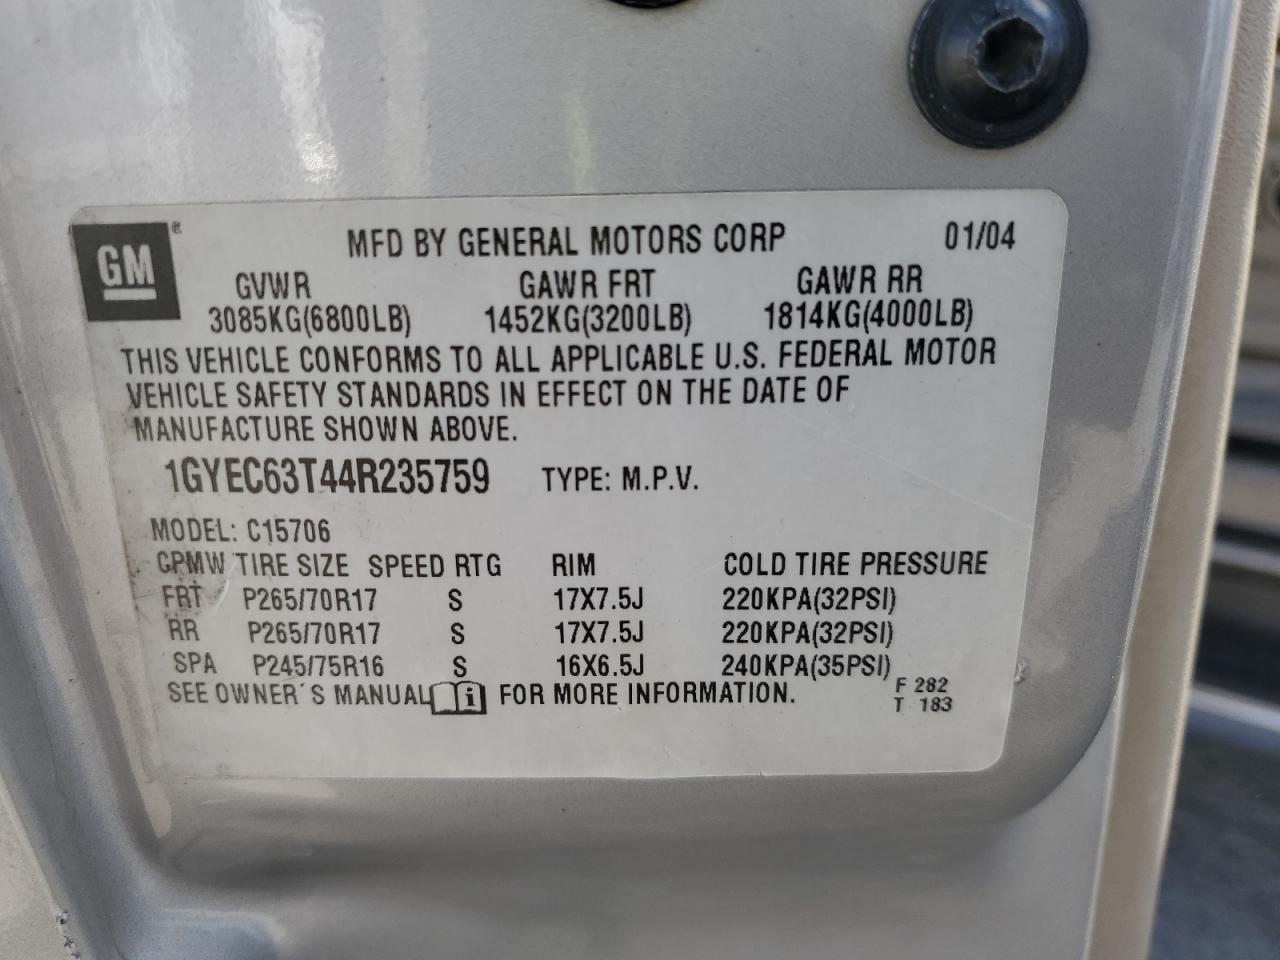 GM ®
MFD BY GENERAL MOTORS CORP 01/04
GVWR GAWR FRT GAWR RR
3085KG(6800LB) 1452KG(3200LB) 1814KG(4000LB)
THIS VEHICLE CONFORMS TO ALL APPLICABLE U.S. FEDERAL MOTOR
VEHICLE SAFETY STANDARDS IN EFFECT ON THE DATE OF
MANUFACTURE SHOWN ABOVE.
1GYEC63T44R235759 TYPE: M.P.V.
MODEL: C15706
GPMW TIRE SIZE SPEED RTG RIM COLD TIRE PRESSURE
FRT P265/70R17 S 17X7.5J 220KPA(32PSI)
RR P265/70R17 S 17X7.5J 220KPA(32PSI)
SPA P245/75R16 S 16X6.5J 240KPA(35PSI)
SEE OWNER´S MANUAL i FOR MORE INFORMATION.
F 282
T 183